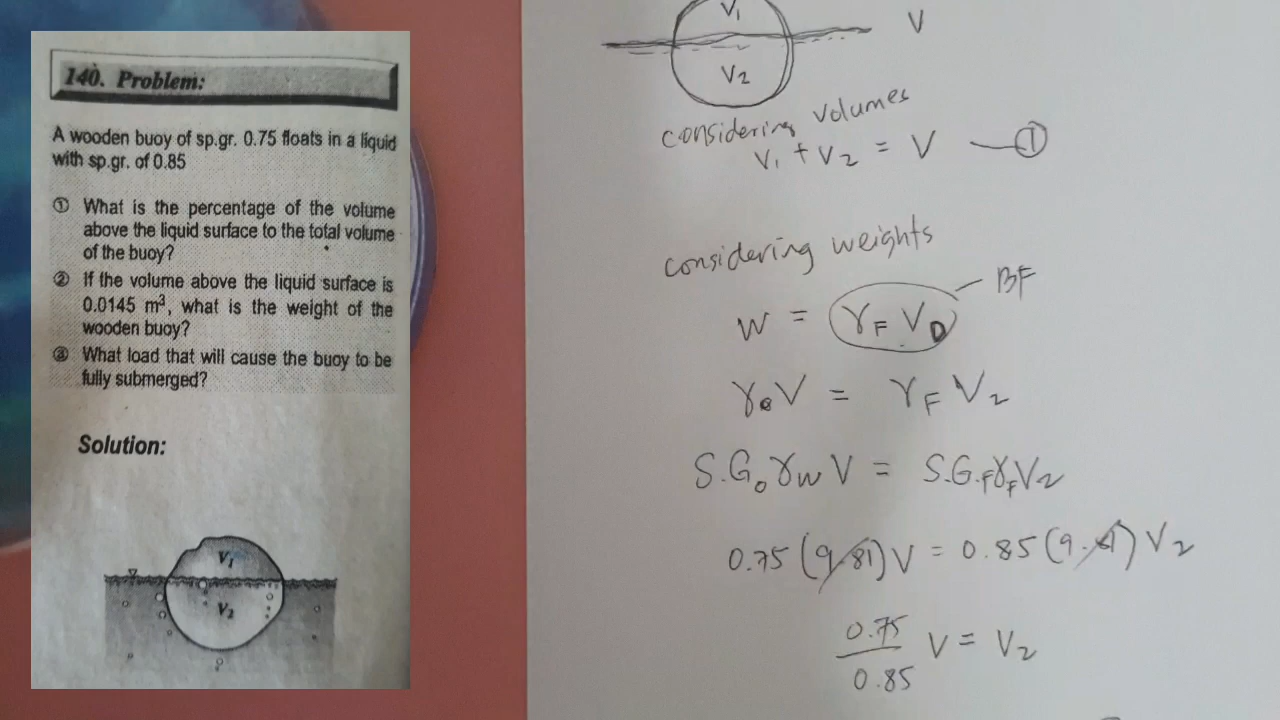 140. Problem:
A wooden buoy of sp.gr. 0.75 floats in a liquid
with sp.gr. of 0.85
① What is the percentage of the volume
above the liquid surface to the total volume
of the buoy?
② If the volume above the liquid surface is
0.0145 m³, what is the weight of the
wooden buoy?
③ What load that will cause the buoy to be
fully submerged?
Solution:
V₁
V₂
V₁
V
V₂
considering volumes
V₁ + V₂ = V — ①
considering weights
W = γF VD — BF
γoV = γF V₂
S.G.oγwV = S.G.FγFV₂
0.75 (9.81)V = 0.85 (9.81) V₂
0.75/0.85 V = V₂